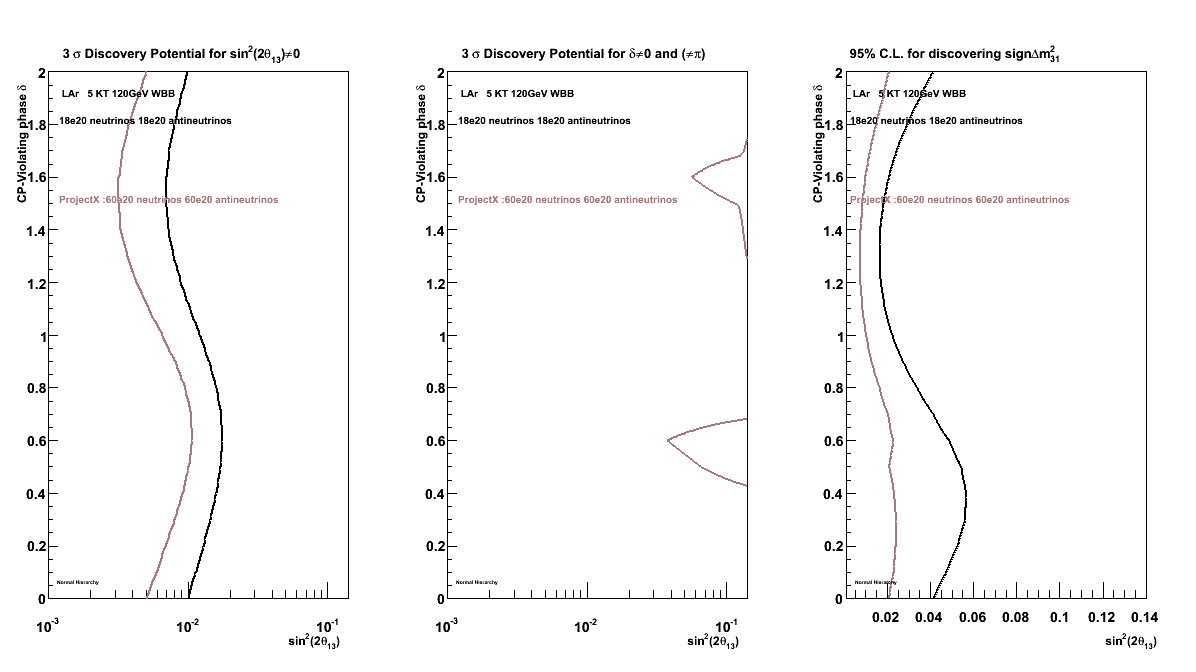 3 σ Discovery Potential for sin²(2θ₁₃)≠0
CP-Violating phase δ
2
1.8
1.6
1.4
1.2
1
0.8
0.6
0.4
0.2
0
LAr 5 KT 120GeV WBB
18e20 neutrinos 18e20 antineutrinos
ProjectX :60e20 neutrinos 60e20 antineutrinos
Normal Hierarchy
10⁻³ 10⁻² 10⁻¹
sin²(2θ₁₃)
3 σ Discovery Potential for δ≠0 and (≠π)
CP-Violating phase δ
2
1.8
1.6
1.4
1.2
1
0.8
0.6
0.4
0.2
0
LAr 5 KT 120GeV WBB
18e20 neutrinos 18e20 antineutrinos
ProjectX :60e20 neutrinos 60e20 antineutrinos
Normal Hierarchy
10⁻³ 10⁻² 10⁻¹
sin²(2θ₁₃)
95% C.L. for discovering signΔm²₃₁
CP-Violating phase δ
2
1.8
1.6
1.4
1.2
1
0.8
0.6
0.4
0.2
0
LAr 5 KT 120GeV WBB
18e20 neutrinos 18e20 antineutrinos
ProjectX :60e20 neutrinos 60e20 antineutrinos
Normal Hierarchy
0.02 0.04 0.06 0.08 0.1 0.12 0.14
sin²(2θ₁₃)